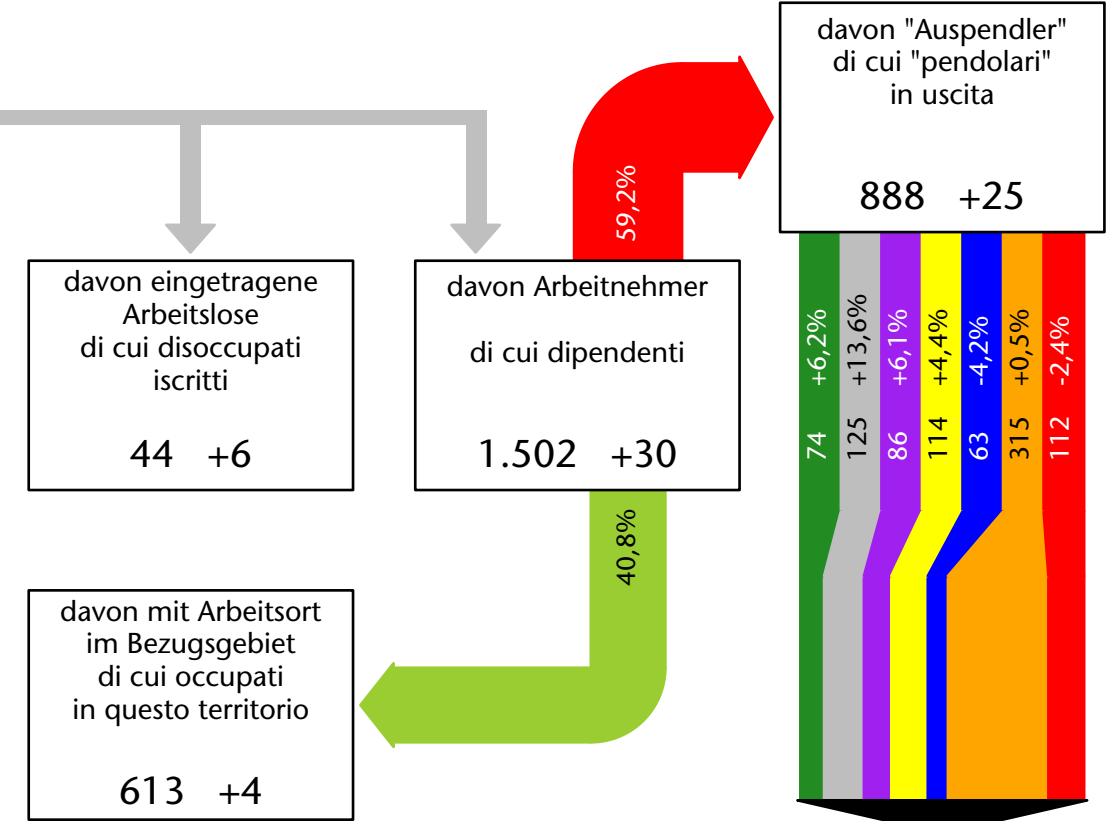 davon "Auspendler"
di cui "pendolari"
in uscita
888 +25
59,2%
davon eingetragene
Arbeitslose
di cui disoccupati
iscritti
44 +6
davon Arbeitnehmer
di cui dipendenti
1.502 +30
74 +6,2%
125 +13,6%
86 +6,1%
114 +4,4%
63 -4,2%
315 +0,5%
112 -2,4%
40,8%
davon mit Arbeitsort
im Bezugsgebiet
di cui occupati
in questo territorio
613 +4